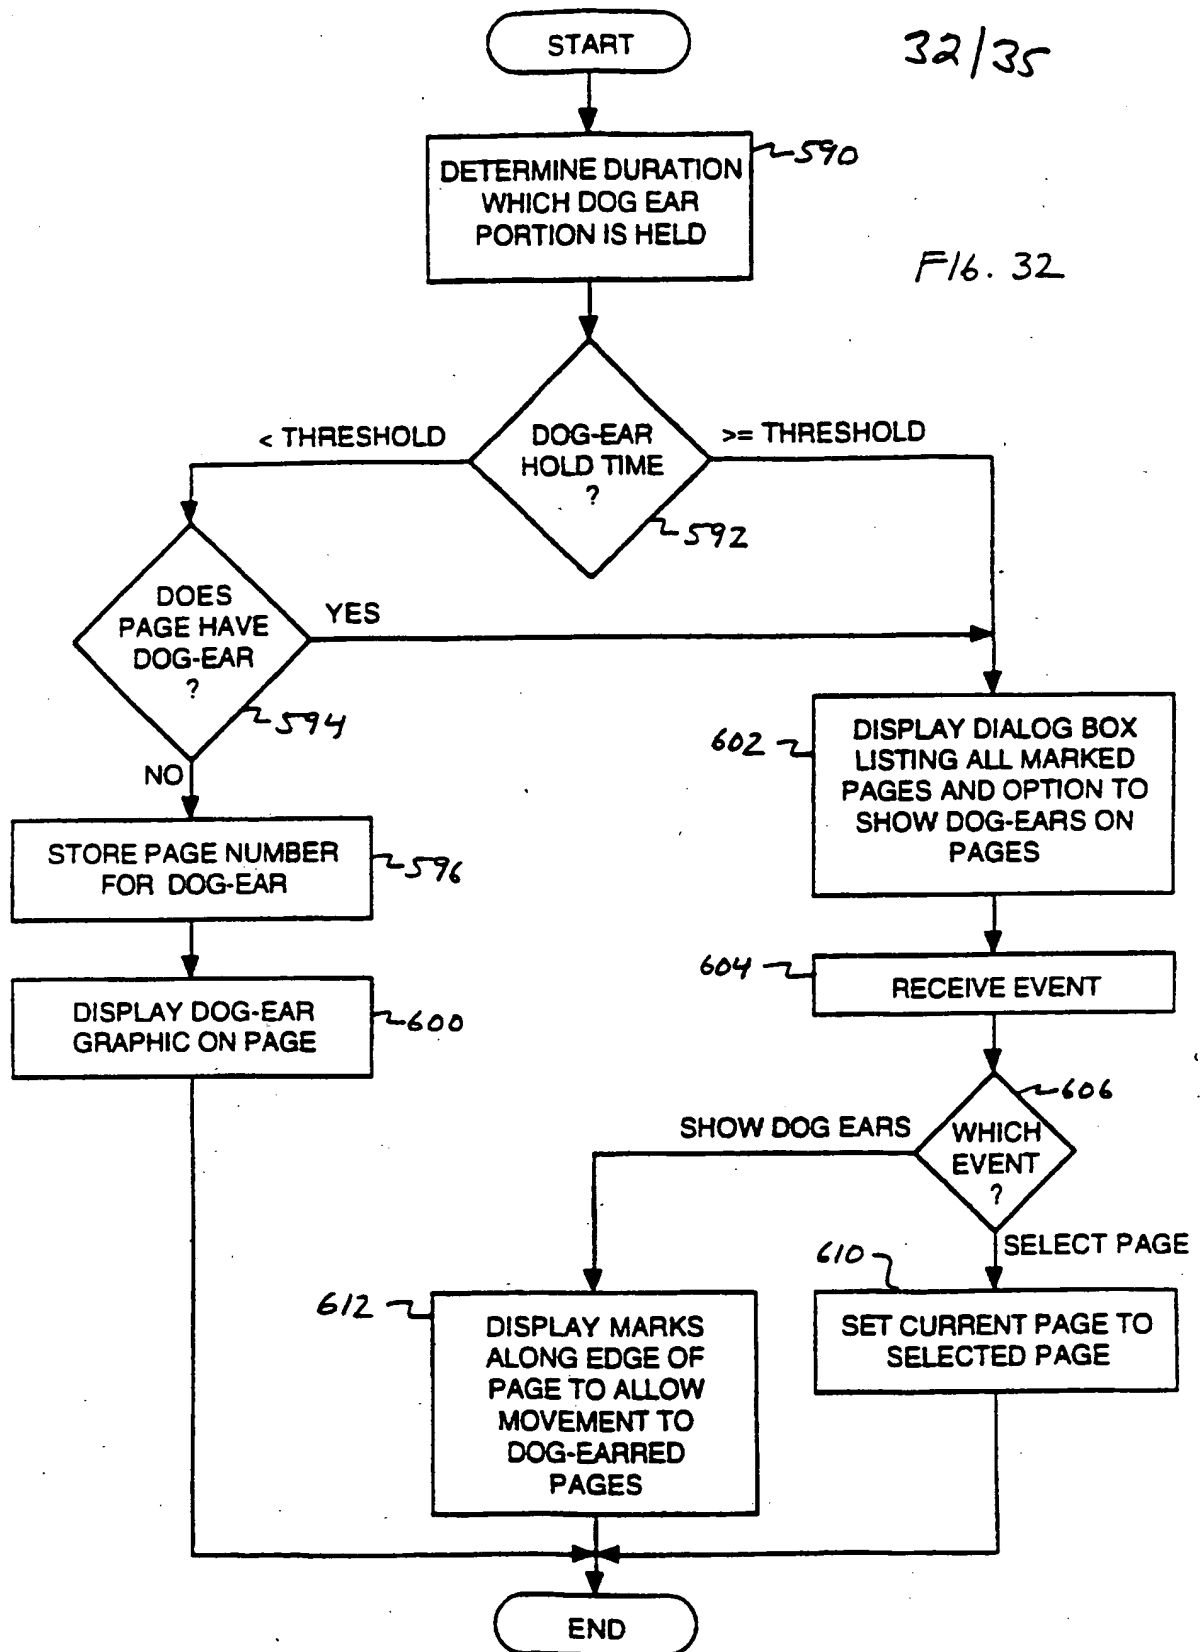 START
32/35
590
DETERMINE DURATION
WHICH DOG EAR
PORTION IS HELD
FIG. 32
< THRESHOLD
DOG-EAR
HOLD TIME
?
>= THRESHOLD
592
DOES
PAGE HAVE
DOG-EAR
?
YES
594
NO
602
DISPLAY DIALOG BOX
LISTING ALL MARKED
PAGES AND OPTION TO
SHOW DOG-EARS ON
PAGES
STORE PAGE NUMBER
FOR DOG-EAR
596
604
RECEIVE EVENT
DISPLAY DOG-EAR
GRAPHIC ON PAGE
600
606
SHOW DOG EARS
WHICH
EVENT
?
SELECT PAGE
610
SET CURRENT PAGE TO
SELECTED PAGE
612
DISPLAY MARKS
ALONG EDGE OF
PAGE TO ALLOW
MOVEMENT TO
DOG-EARRED
PAGES
END